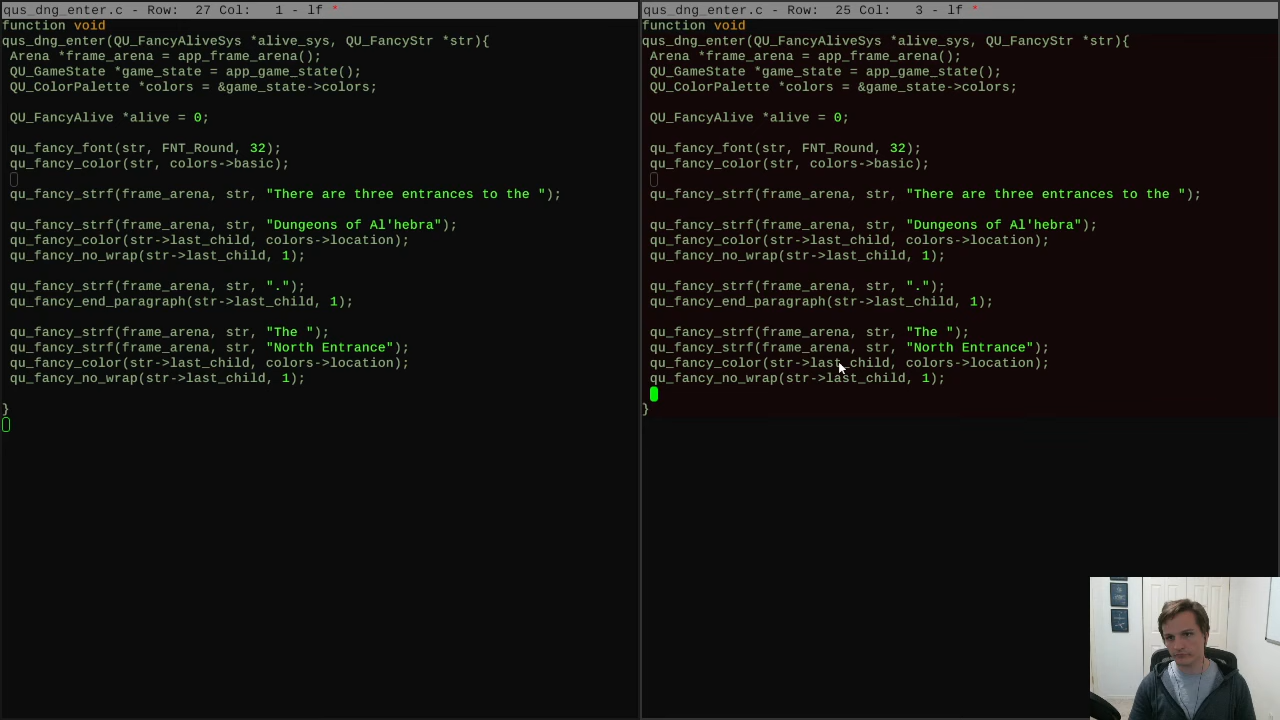 qus_dng_enter.c - Row:  27 Col:   1 - lf *
function void
qus_dng_enter(QU_FancyAliveSys *alive_sys, QU_FancyStr *str){
Arena *frame_arena = app_frame_arena();
QU_GameState *game_state = app_game_state();
QU_ColorPalette *colors = &game_state->colors;
QU_FancyAlive *alive = 0;
qu_fancy_font(str, FNT_Round, 32);
qu_fancy_color(str, colors->basic);
qu_fancy_strf(frame_arena, str, "There are three entrances to the ");
qu_fancy_strf(frame_arena, str, "Dungeons of Al'hebra");
qu_fancy_color(str->last_child, colors->location);
qu_fancy_no_wrap(str->last_child, 1);
qu_fancy_strf(frame_arena, str, ".");
qu_fancy_end_paragraph(str->last_child, 1);
qu_fancy_strf(frame_arena, str, "The ");
qu_fancy_strf(frame_arena, str, "North Entrance");
qu_fancy_color(str->last_child, colors->location);
qu_fancy_no_wrap(str->last_child, 1);
}
qus_dng_enter.c - Row:  25 Col:   3 - lf *
function void
qus_dng_enter(QU_FancyAliveSys *alive_sys, QU_FancyStr *str){
Arena *frame_arena = app_frame_arena();
QU_GameState *game_state = app_game_state();
QU_ColorPalette *colors = &game_state->colors;
QU_FancyAlive *alive = 0;
qu_fancy_font(str, FNT_Round, 32);
qu_fancy_color(str, colors->basic);
qu_fancy_strf(frame_arena, str, "There are three entrances to the ");
qu_fancy_strf(frame_arena, str, "Dungeons of Al'hebra");
qu_fancy_color(str->last_child, colors->location);
qu_fancy_no_wrap(str->last_child, 1);
qu_fancy_strf(frame_arena, str, ".");
qu_fancy_end_paragraph(str->last_child, 1);
qu_fancy_strf(frame_arena, str, "The ");
qu_fancy_strf(frame_arena, str, "North Entrance");
qu_fancy_color(str->last_child, colors->location);
qu_fancy_no_wrap(str->last_child, 1);
}